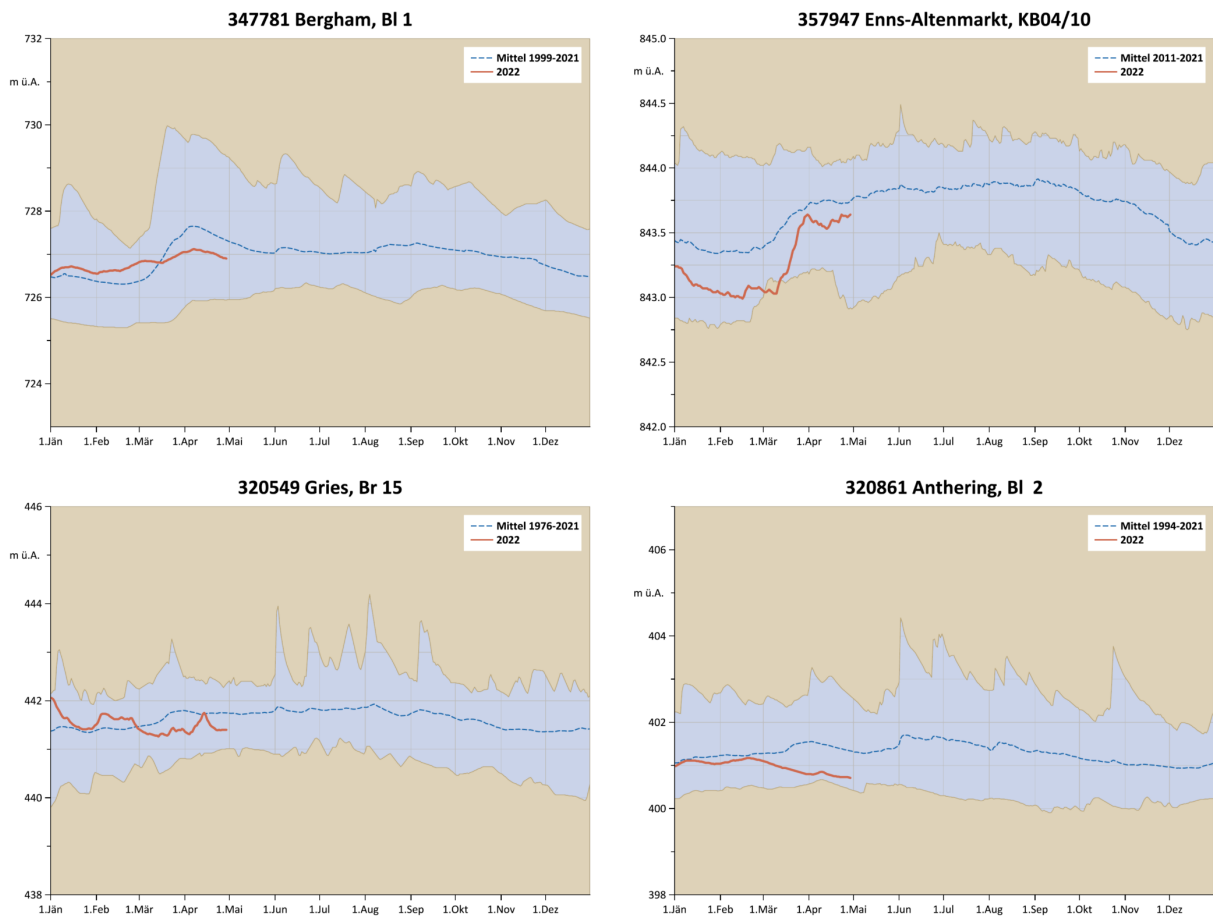 347781 Bergham, Bl 1
732
m ü.A.
730
728
726
724
Mittel 1999-2021
2022
1.Jän 1.Feb 1.Mär 1.Apr 1.Mai 1.Jun 1.Jul 1.Aug 1.Sep 1.Okt 1.Nov 1.Dez
357947 Enns-Altenmarkt, KB04/10
845.0
m ü.A.
844.5
844.0
843.5
843.0
842.5
842.0
Mittel 2011-2021
2022
1.Jän 1.Feb 1.Mär 1.Apr 1.Mai 1.Jun 1.Jul 1.Aug 1.Sep 1.Okt 1.Nov 1.Dez
320549 Gries, Br 15
446
m ü.A.
444
442
440
438
Mittel 1976-2021
2022
1.Jän 1.Feb 1.Mär 1.Apr 1.Mai 1.Jun 1.Jul 1.Aug 1.Sep 1.Okt 1.Nov 1.Dez
320861 Anthering, Bl 2
406
m ü.A.
404
402
400
398
Mittel 1994-2021
2022
1.Jän 1.Feb 1.Mär 1.Apr 1.Mai 1.Jun 1.Jul 1.Aug 1.Sep 1.Okt 1.Nov 1.Dez